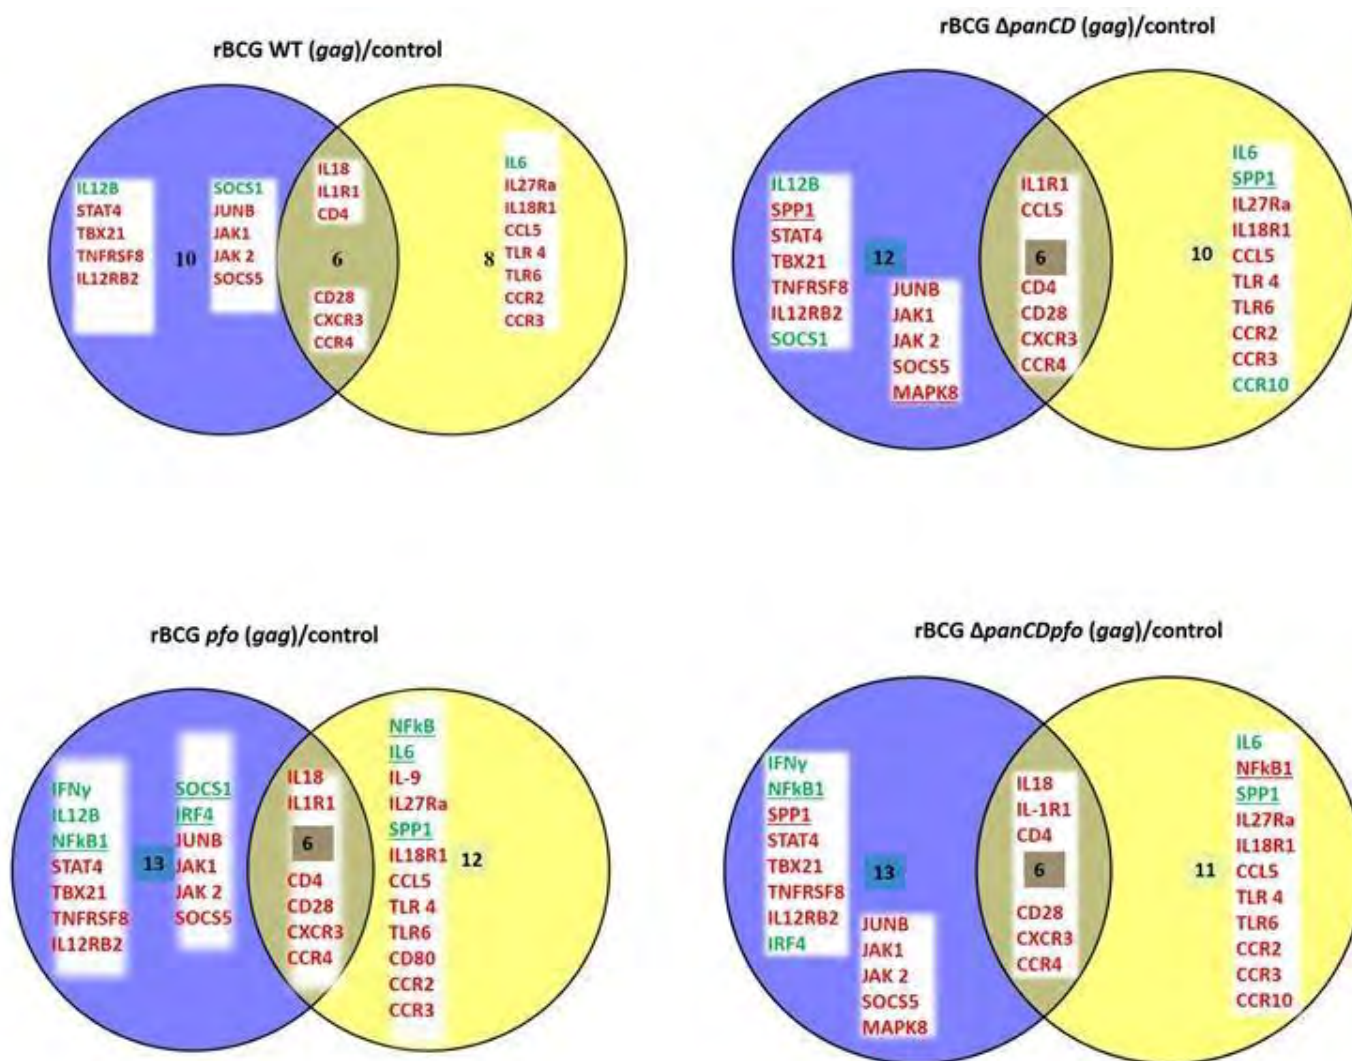 rBCG WT (gag)/control
IL12B
STAT4
TBX21
TNFRSF8
IL12RB2
10
SOCS1
JUNB
JAK1
JAK 2
SOCS5
IL18
IL1R1
CD4
6
CD28
CXCR3
CCR4
8
IL6
IL27Ra
IL18R1
CCL5
TLR 4
TLR6
CCR2
CCR3
rBCG ΔpanCD (gag)/control
IL12B
SPP1
STAT4
TBX21
TNFRSF8
IL12RB2
SOCS1
12
JUNB
JAK1
JAK 2
SOCS5
MAPK8
IL1R1
CCL5
6
CD4
CD28
CXCR3
CCR4
10
IL6
SPP1
IL27Ra
IL18R1
CCL5
TLR 4
TLR6
CCR2
CCR3
CCR10
rBCG pfo (gag)/control
IFNγ
IL12B
NFkB1
STAT4
TBX21
TNFRSF8
IL12RB2
13
SOCS1
IRF4
JUNB
JAK1
JAK 2
SOCS5
IL18
IL1R1
6
CD4
CD28
CXCR3
CCR4
NFkB
IL6
IL-9
IL27Ra
SPP1
IL18R1
CCL5
TLR 4
TLR6
CD80
CCR2
CCR3
12
rBCG ΔpanCDpfo (gag)/control
IFNγ
NFkB1
SPP1
STAT4
TBX21
TNFRSF8
IL12RB2
IRF4
13
JUNB
JAK1
JAK 2
SOCS5
MAPK8
IL18
IL-1R1
CD4
6
CD28
CXCR3
CCR4
11
IL6
NFkB1
SPP1
IL27Ra
IL18R1
CCL5
TLR 4
TLR6
CCR2
CCR3
CCR10